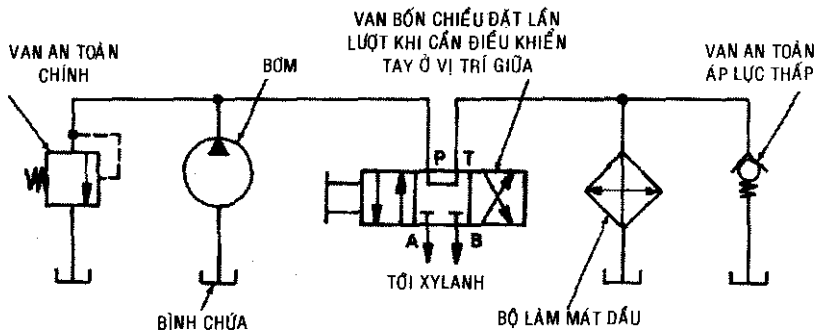 VAN AN TOÀN
CHÍNH
BƠM
VAN BỐN CHIỀU ĐẶT LẦN
LƯỢT KHI CẦN ĐIỀU KHIỂN
TAY Ở VỊ TRÍ GIỮA
VAN AN TOÀN
ÁP LỰC THẤP
P T
A B
TỚI XYLANH
BÌNH CHỨA
BỘ LÀM MÁT DẦU